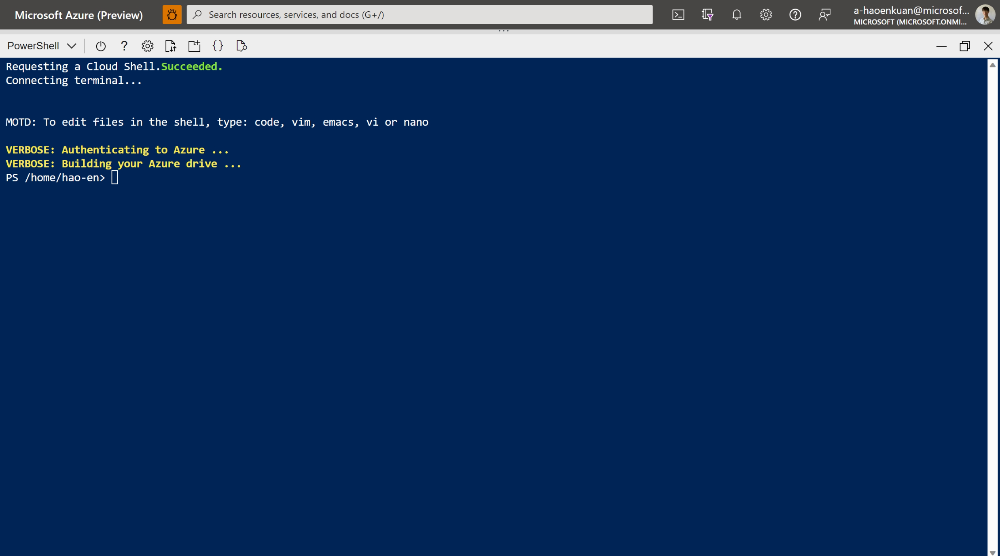 Microsoft Azure (Preview)
Search resources, services, and docs (G+/)
a-haoenkuan@microsof...
MICROSOFT (MICROSOFT.ONMI...
PowerShell
Requesting a Cloud Shell.Succeeded.
Connecting terminal...
MOTD: To edit files in the shell, type: code, vim, emacs, vi or nano
VERBOSE: Authenticating to Azure ...
VERBOSE: Building your Azure drive ...
PS /home/hao-en>